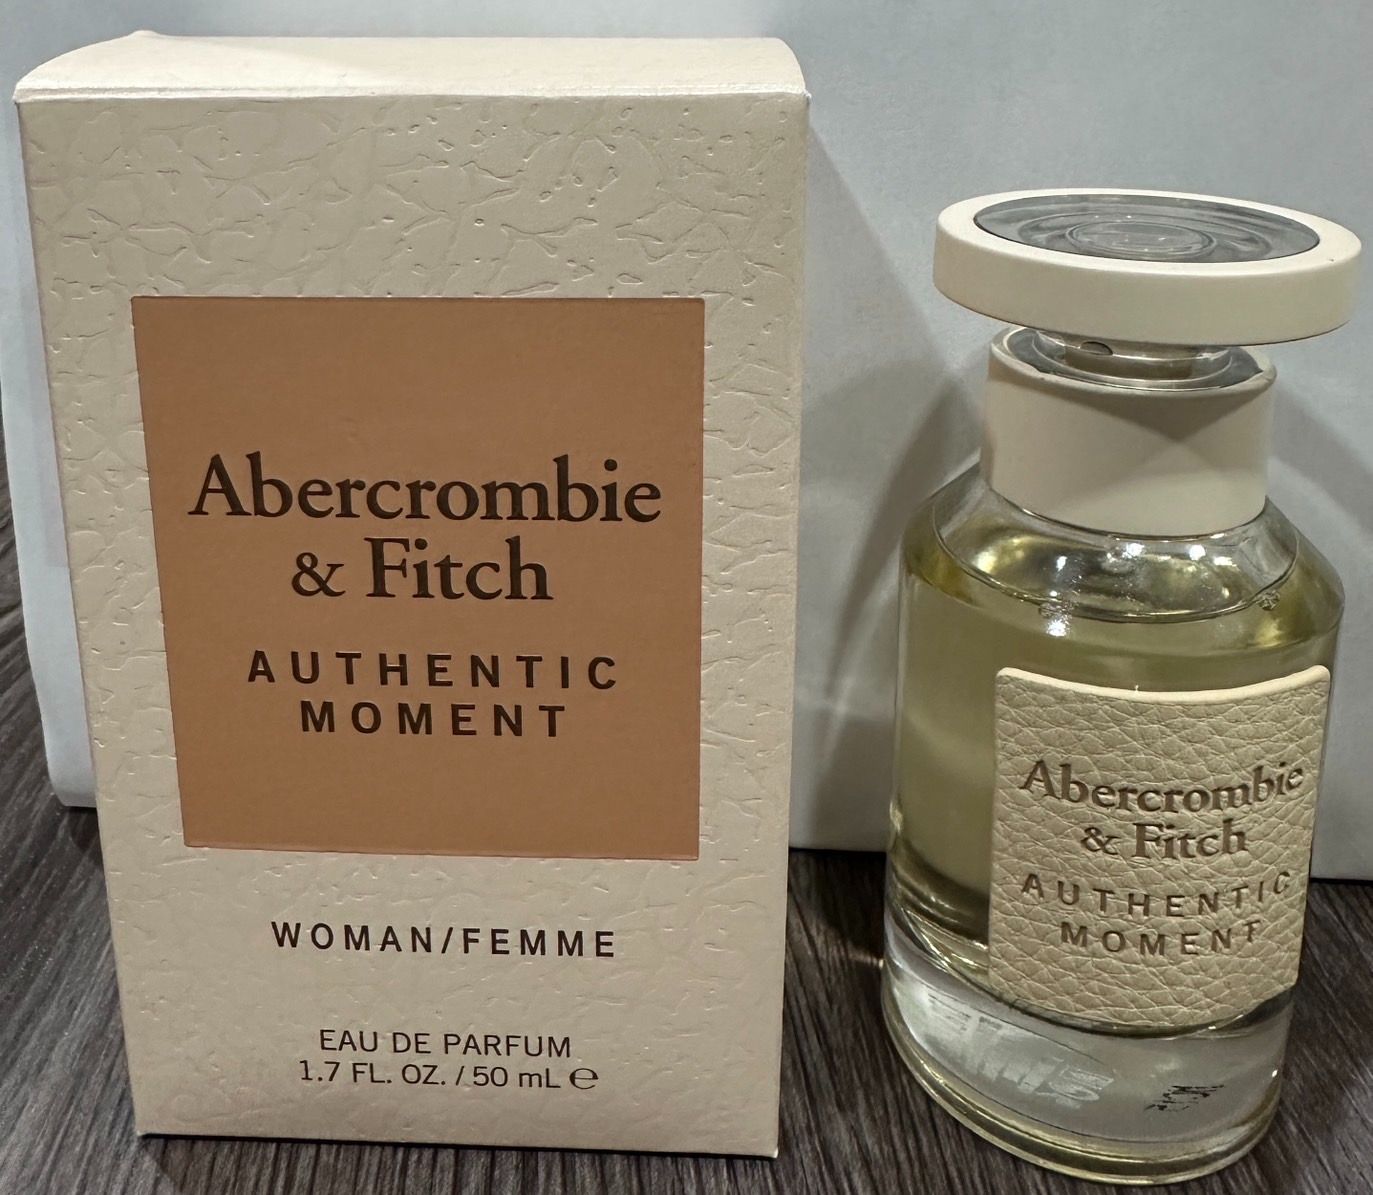 Abercrombie
& Fitch
AUTHENTIC
MOMENT
WOMAN/FEMME
EAU DE PARFUM
1.7 FL. OZ. / 50 mL ℮
Abercrombie
& Fitch
AUTHENTIC
MOMENT